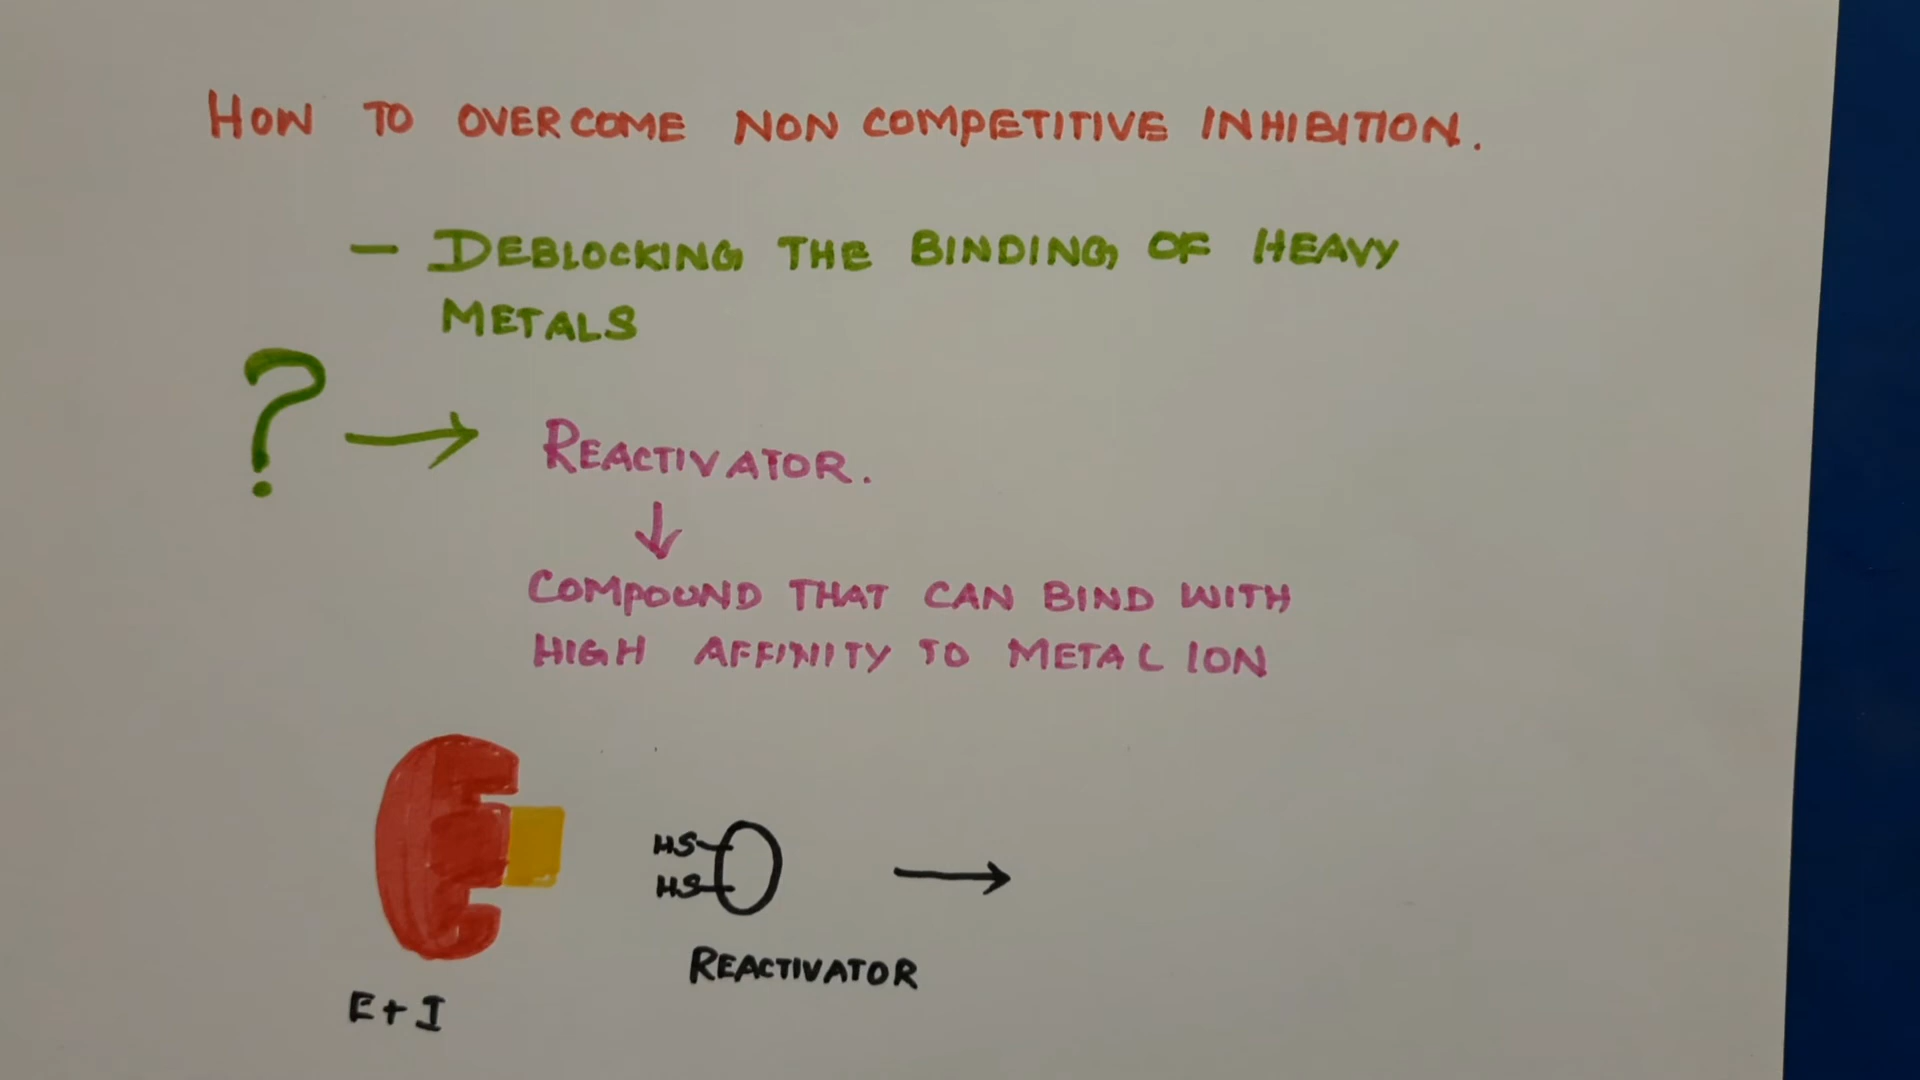 HOW TO OVERCOME NON COMPETITIVE INHIBITION.
- DEBLOCKING THE BINDING OF HEAVY
METALS
? → REACTIVATOR.
↓
COMPOUND THAT CAN BIND WITH
HIGH AFFINITY TO METAL ION
HS
HS
→
REACTIVATOR
E + I